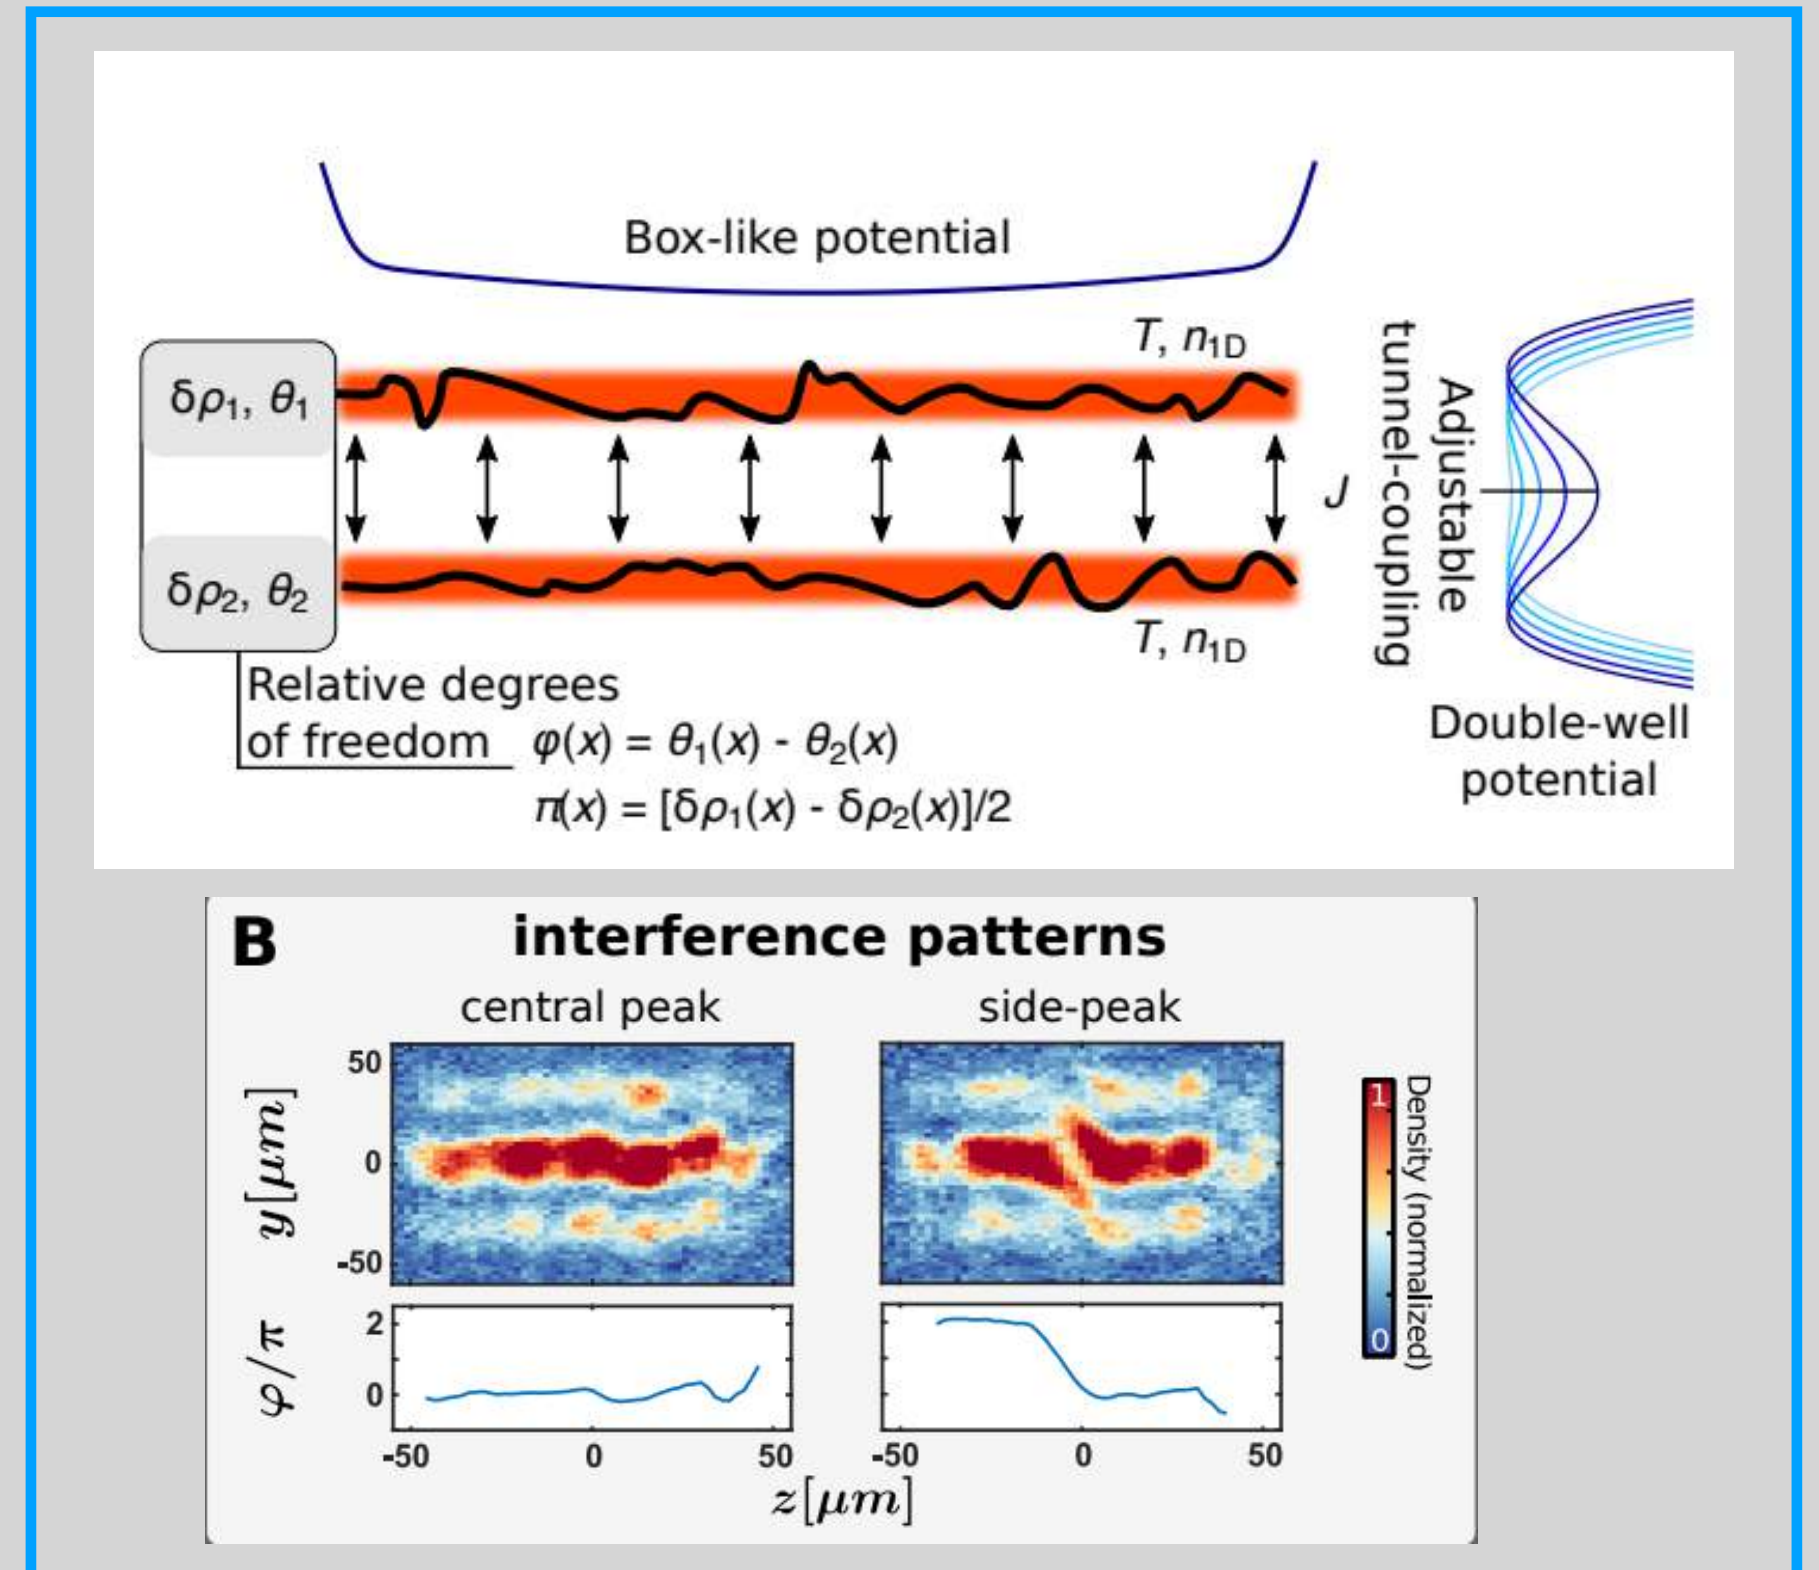 Box-like potential
T, n1D
δρ1, θ1
J
Adjustable
tunnel-coupling
δρ2, θ2
T, n1D
Relative degrees
of freedom
φ(x) = θ1(x) - θ2(x)
π(x) = [δρ1(x) - δρ2(x)]/2
Double-well
potential
B
interference patterns
central peak
side-peak
50
0
-50
y[μm]
1
0
Density (normalized)
2
0
φ/π
-50
0
50
-50
0
50
z[μm]